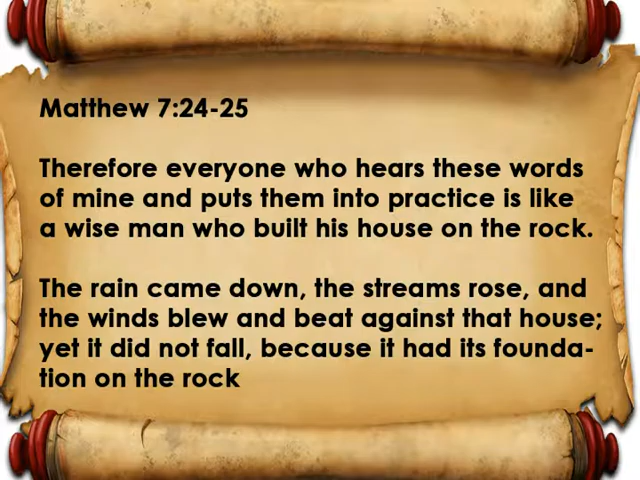 Matthew 7:24-25
Therefore everyone who hears these words
of mine and puts them into practice is like
a wise man who built his house on the rock.
The rain came down, the streams rose, and
the winds blew and beat against that house;
yet it did not fall, because it had its founda-
tion on the rock